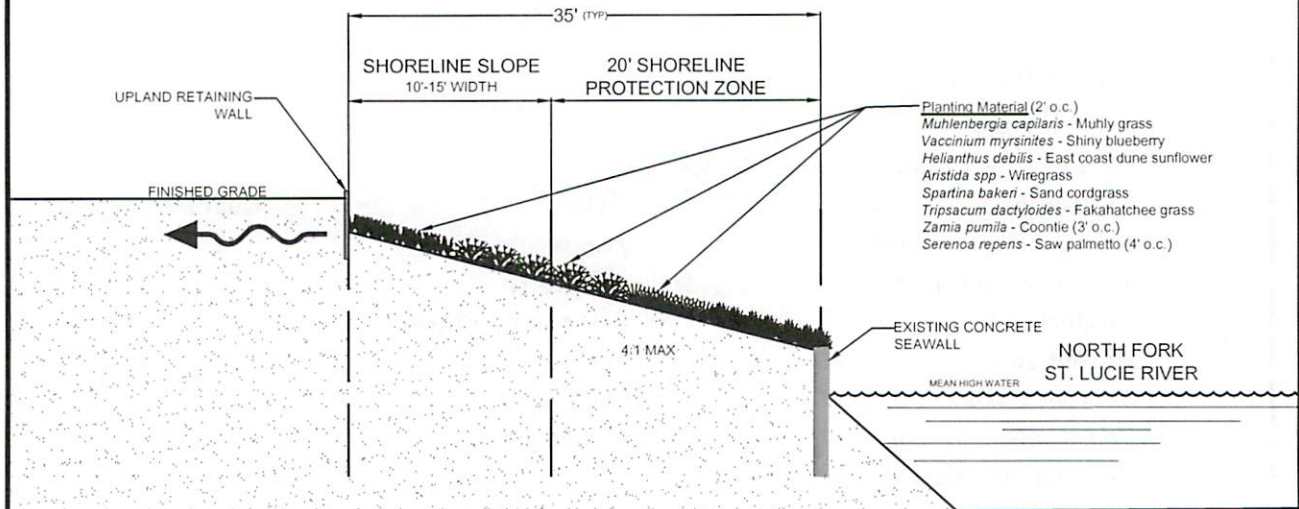 35' (TYP)
SHORELINE SLOPE
10'-15' WIDTH
20' SHORELINE
PROTECTION ZONE
UPLAND RETAINING
WALL
Planting Material (2' o.c.)
Muhlenbergia capilaris - Muhly grass
Vaccinium myrsinites - Shiny blueberry
Helianthus debilis - East coast dune sunflower
Aristida spp - Wiregrass
Spartina bakeri - Sand cordgrass
Tripsacum dactyloides - Fakahatchee grass
Zamia pumila - Coontie (3' o.c.)
Serenoa repens - Saw palmetto (4' o.c.)
FINISHED GRADE
4:1 MAX
EXISTING CONCRETE
SEAWALL
NORTH FORK
ST. LUCIE RIVER
MEAN HIGH WATER